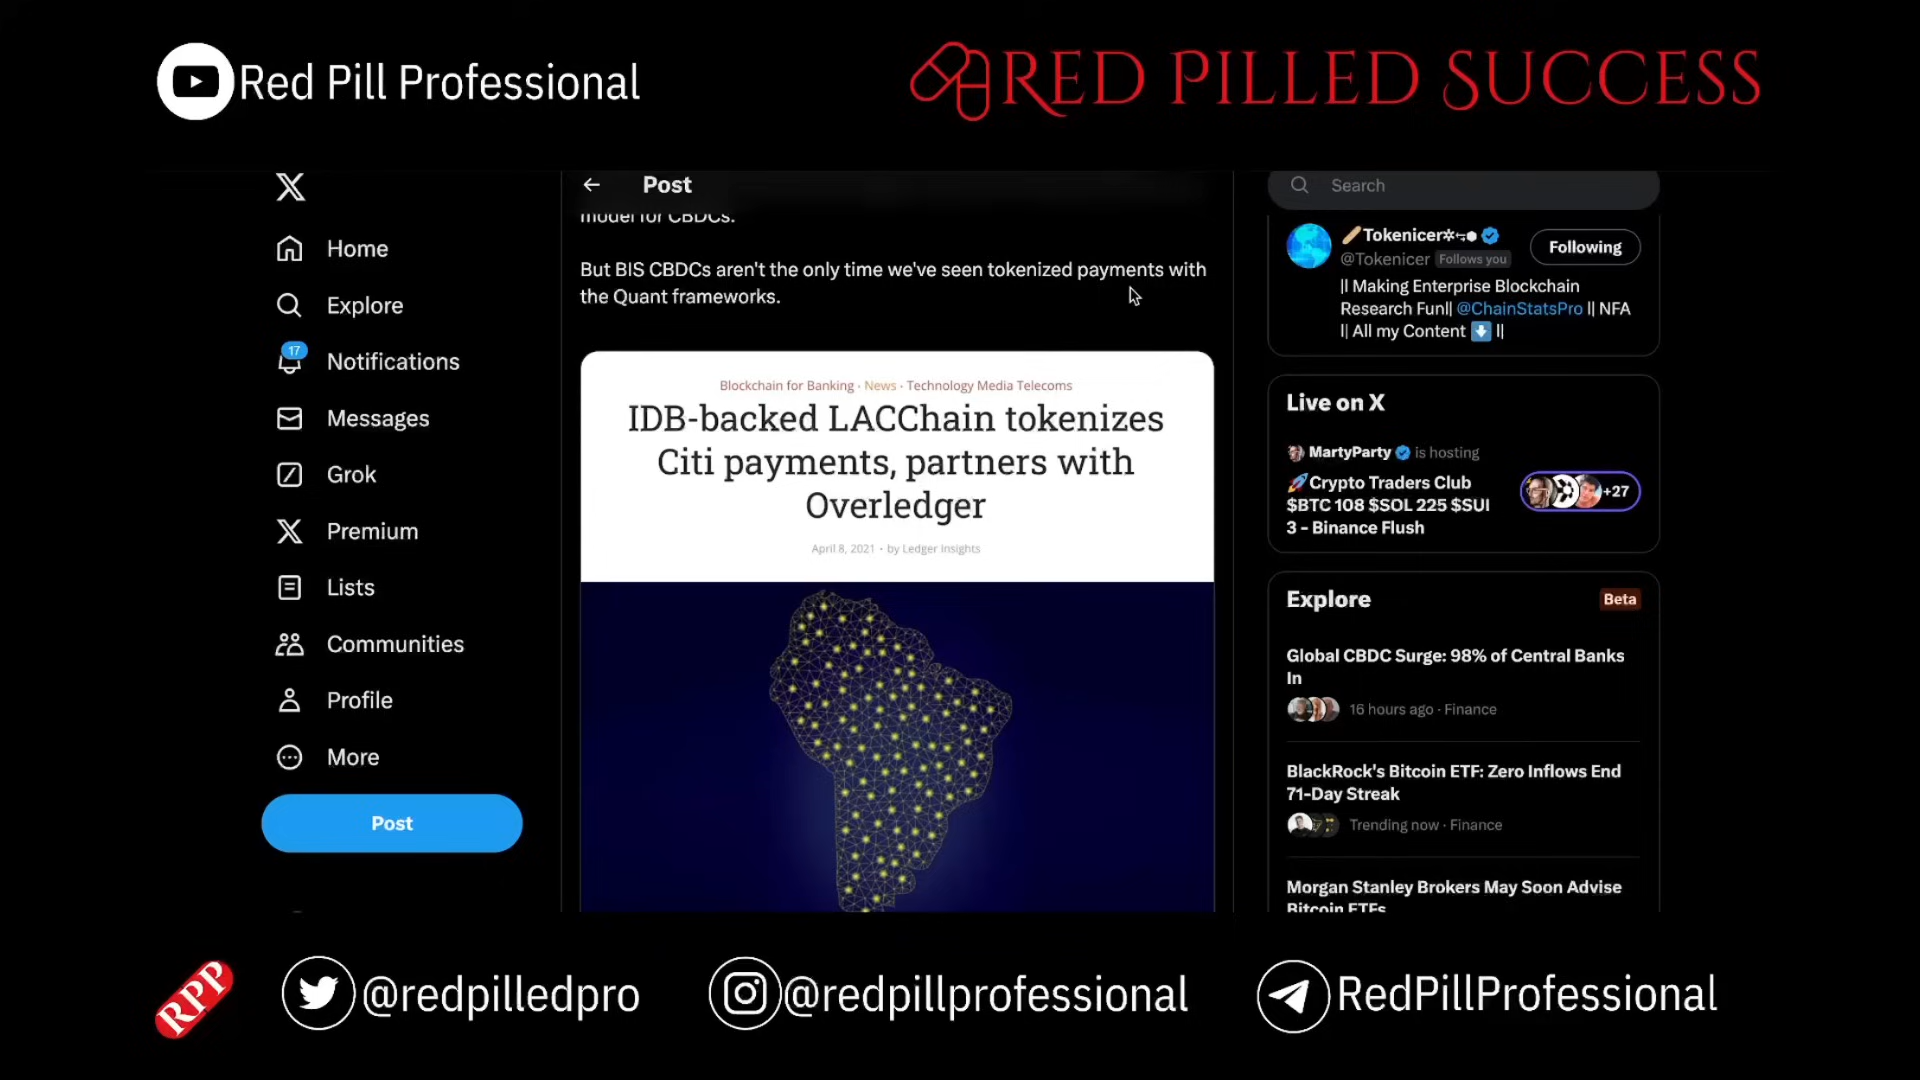 Red Pill Professional
RED PILLED SUCCESS
Post
model for CBDCs.
But BIS CBDCs aren't the only time we've seen tokenized payments with
the Quant frameworks.
Blockchain for Banking · News · Technology Media Telecoms
IDB-backed LACChain tokenizes
Citi payments, partners with
Overledger
April 8, 2021 • by Ledger Insights
Home
Explore
17
Notifications
Messages
Grok
Premium
Lists
Communities
Profile
More
Post
Search
Tokenicer
Following
@Tokenicer Follows you
|| Making Enterprise Blockchain
Research Fun|| @ChainStatsPro || NFA
|| All my Content ||
Live on X
MartyParty is hosting
Crypto Traders Club
$BTC 108 $SOL 225 $SUI
3 - Binance Flush
+27
Explore
Beta
Global CBDC Surge: 98% of Central Banks
In
16 hours ago · Finance
BlackRock's Bitcoin ETF: Zero Inflows End
71-Day Streak
Trending now · Finance
Morgan Stanley Brokers May Soon Advise
Bitcoin ETFs
RPP
@redpilledpro
@redpillprofessional
RedPillProfessional